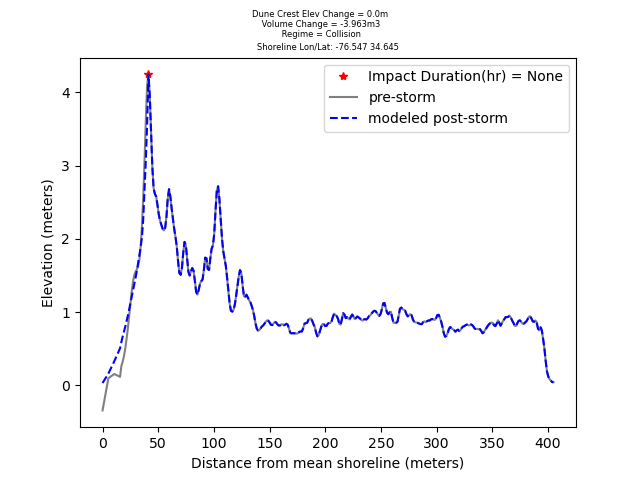 Dune Crest Elev Change = 0.0m
Volume Change = -3.963m3
Regime = Collision
Shoreline Lon/Lat: -76.547 34.645
Impact Duration(hr) = None
pre-storm
modeled post-storm
4
3
2
1
0
Elevation (meters)
0 50 100 150 200 250 300 350 400
Distance from mean shoreline (meters)